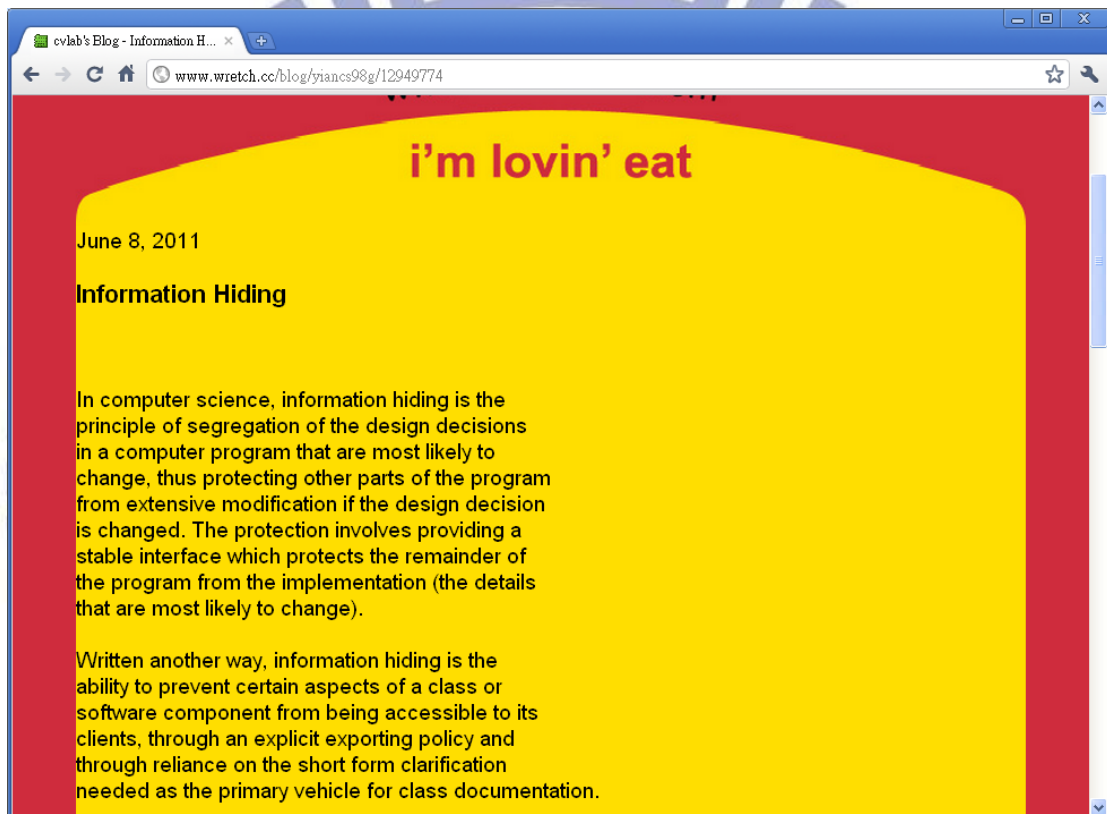 cvlab's Blog - Information H...
www.wretch.cc/blog/yiancs98g/12949774
i'm lovin' eat
June 8, 2011
Information Hiding
In computer science, information hiding is the
principle of segregation of the design decisions
in a computer program that are most likely to
change, thus protecting other parts of the program
from extensive modification if the design decision
is changed. The protection involves providing a
stable interface which protects the remainder of
the program from the implementation (the details
that are most likely to change).
Written another way, information hiding is the
ability to prevent certain aspects of a class or
software component from being accessible to its
clients, through an explicit exporting policy and
through reliance on the short form clarification
needed as the primary vehicle for class documentation.